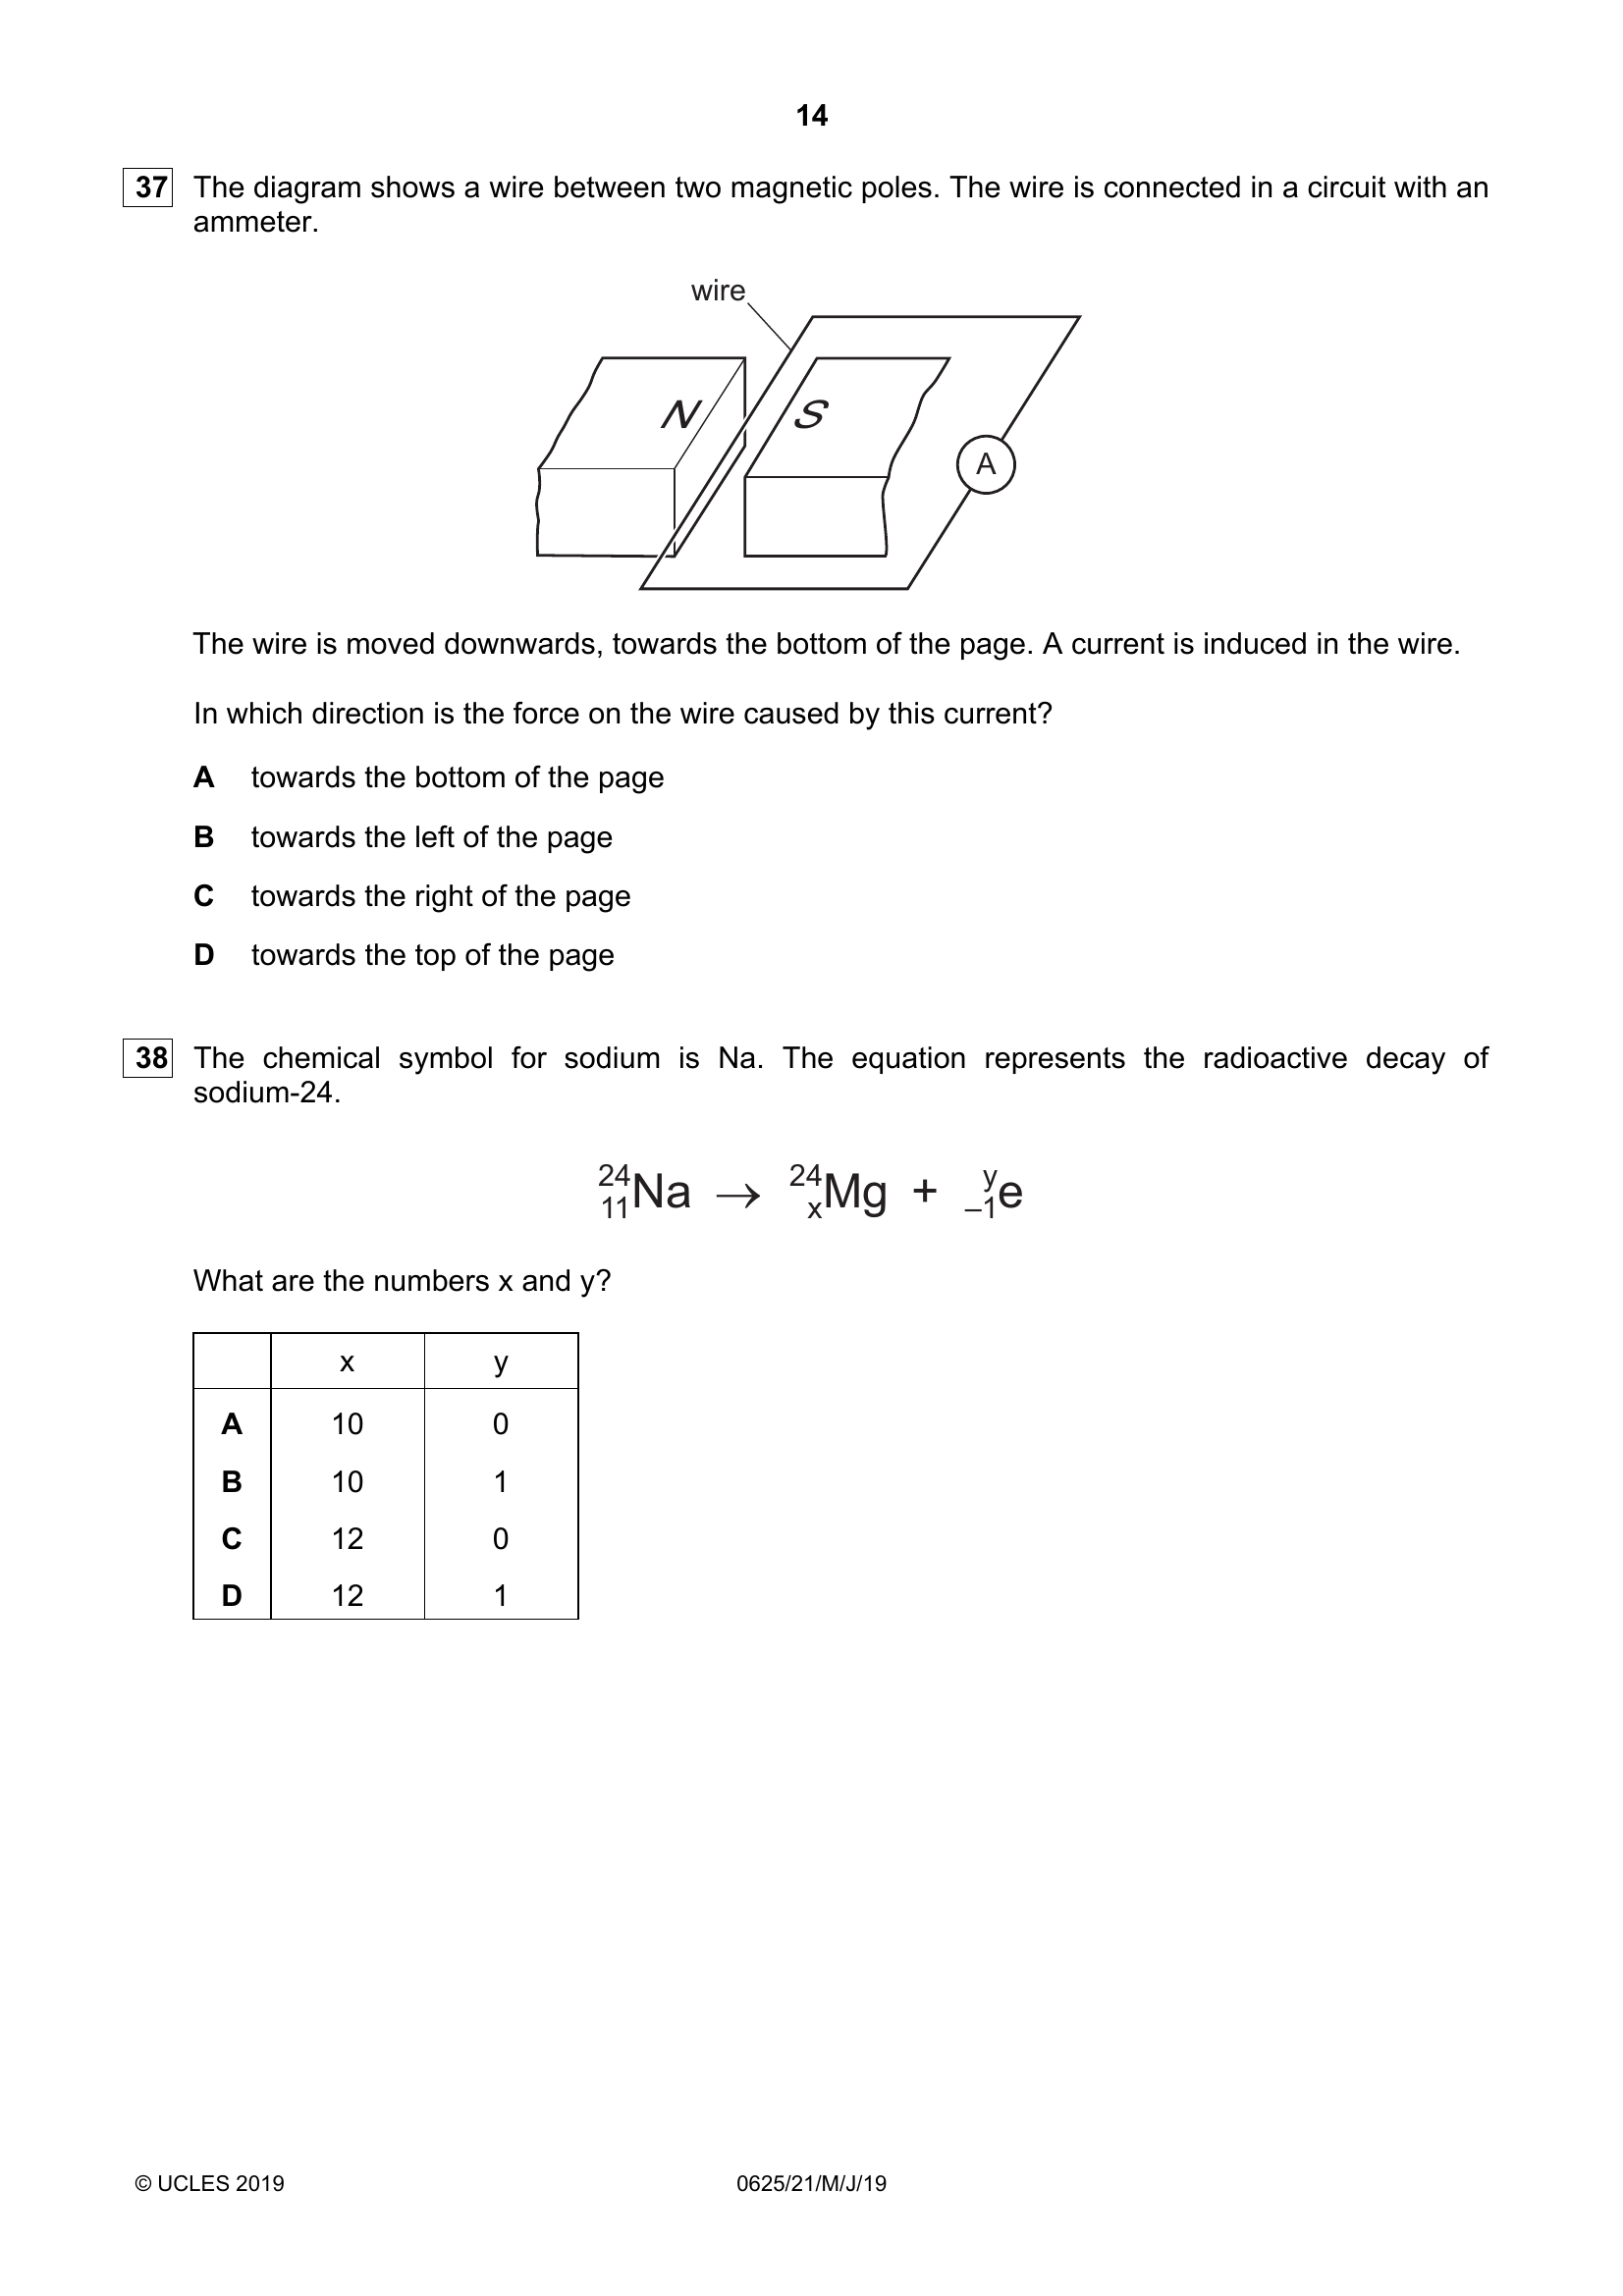 14
37 The diagram shows a wire between two magnetic poles. The wire is connected in a circuit with an
ammeter.
wire
N
S
A
The wire is moved downwards, towards the bottom of the page. A current is induced in the wire.
In which direction is the force on the wire caused by this current?
A towards the bottom of the page
B towards the left of the page
C towards the right of the page
D towards the top of the page
38 The chemical symbol for sodium is Na. The equation represents the radioactive decay of
sodium-24.
24 11 Na → 24 x Mg + y –1 e
What are the numbers x and y?
x y
A 10 0
B 10 1
C 12 0
D 12 1
© UCLES 2019 0625/21/M/J/19